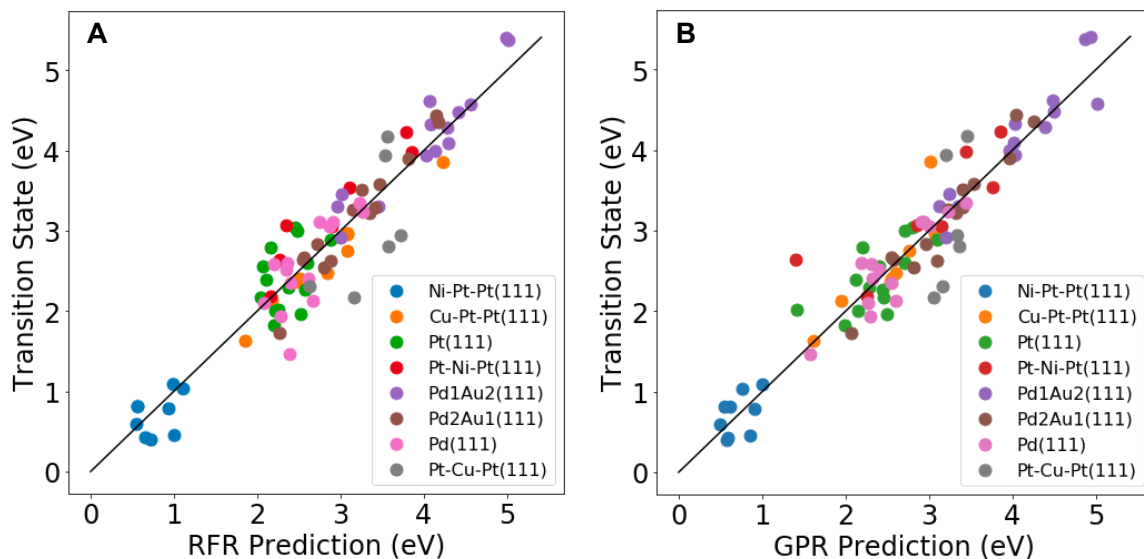 A
Transition State (eV)
5
4
3
2
1
0
0 1 2 3 4 5
RFR Prediction (eV)
Ni-Pt-Pt(111)
Cu-Pt-Pt(111)
Pt(111)
Pt-Ni-Pt(111)
Pd1Au2(111)
Pd2Au1(111)
Pd(111)
Pt-Cu-Pt(111)
B
Transition State (eV)
5
4
3
2
1
0
0 1 2 3 4 5
GPR Prediction (eV)
Ni-Pt-Pt(111)
Cu-Pt-Pt(111)
Pt(111)
Pt-Ni-Pt(111)
Pd1Au2(111)
Pd2Au1(111)
Pd(111)
Pt-Cu-Pt(111)